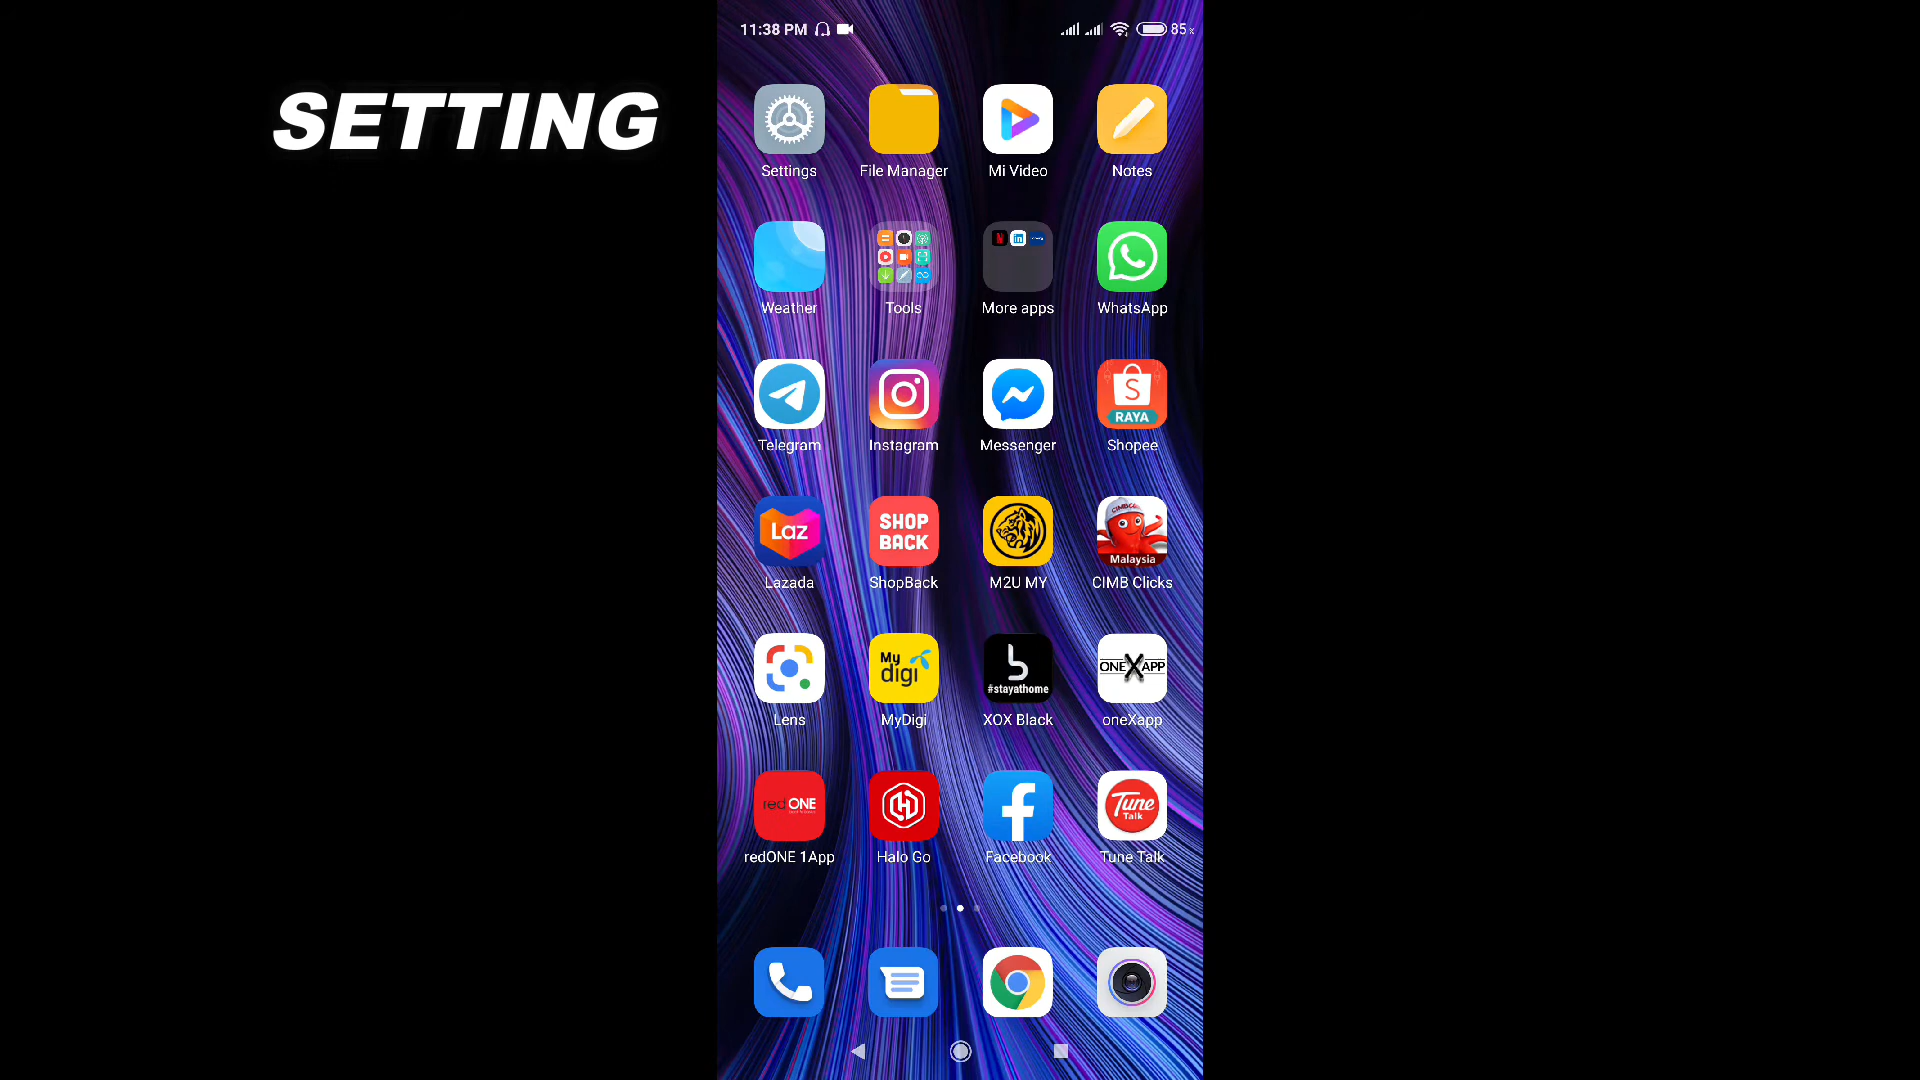 11:38 PM 85%
SETTING
Settings File Manager Mi Video Notes
Weather Tools More apps WhatsApp
RAYA
Telegram Instagram Messenger Shopee
Laz SHOP BACK CIMB Malaysia
Lazada ShopBack M2U MY CIMB Clicks
My digi #stayathome ONEXAPP
Lens MyDigi XOX Black oneXapp
redONE Tune Talk
redONE 1App Halo Go Facebook Tune Talk